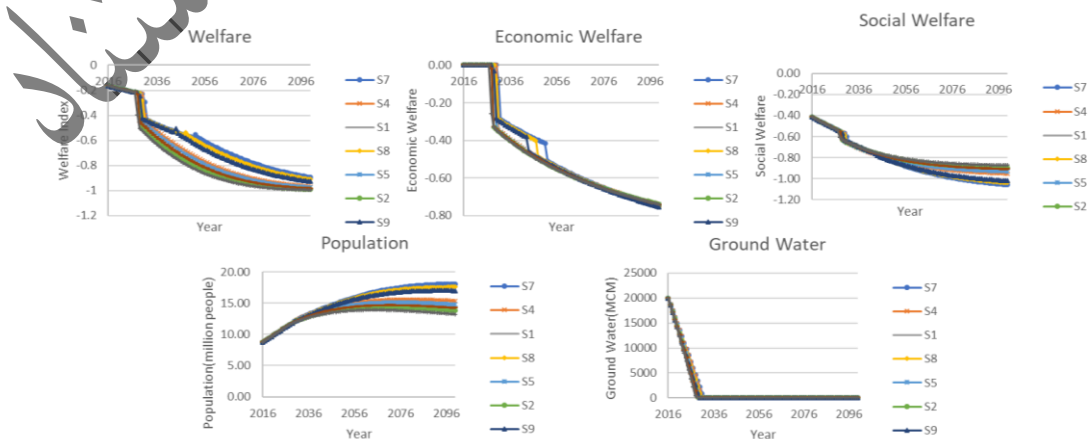 Welfare
0
2016 2036 2056 2076 2096
-0.2
-0.4
-0.6
-0.8
-1
-1.2
Welfare Index
Year
S7
S4
S1
S8
S5
S2
S9
Economic Welfare
0.00
2016 2036 2056 2076 2096
-0.20
-0.40
-0.60
-0.80
Economic Welfare
Year
S7
S4
S1
S8
S5
S2
S9
Social Welfare
0.00
2016 2036 2056 2076 2096
-0.20
-0.40
-0.60
-0.80
-1.00
-1.20
Social Welfare
Year
S7
S4
S1
S8
S5
S2
Population
20.00
15.00
10.00
5.00
0.00
2016 2036 2056 2076 2096
Population(million people)
Year
S7
S4
S1
S8
S5
S2
S9
Ground Water
25000
20000
15000
10000
5000
0
2016 2036 2056 2076 2096
Ground Water(MCM)
Year
S7
S4
S1
S8
S5
S2
S9